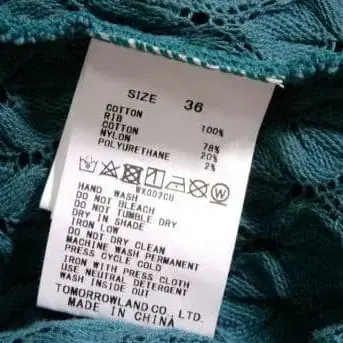 SIZE 36
COTTON 100%
RIB
COTTON 78%
NYLON 20%
POLYURETHANE 2%
WX002CU
HAND WASH
DO NOT BLEACH
DO NOT TUMBLE DRY
DRY IN SHADE
IRON LOW
DO NOT DRY CLEAN
MACHINE WASH PERMANENT
PRESS CYCLE COLD
IRON WITH PRESS CLOTH
USE NEUTRAL DETERGENT
WASH INSIDE OUT
TOMORROWLAND CO., LTD.
MADE IN CHINA